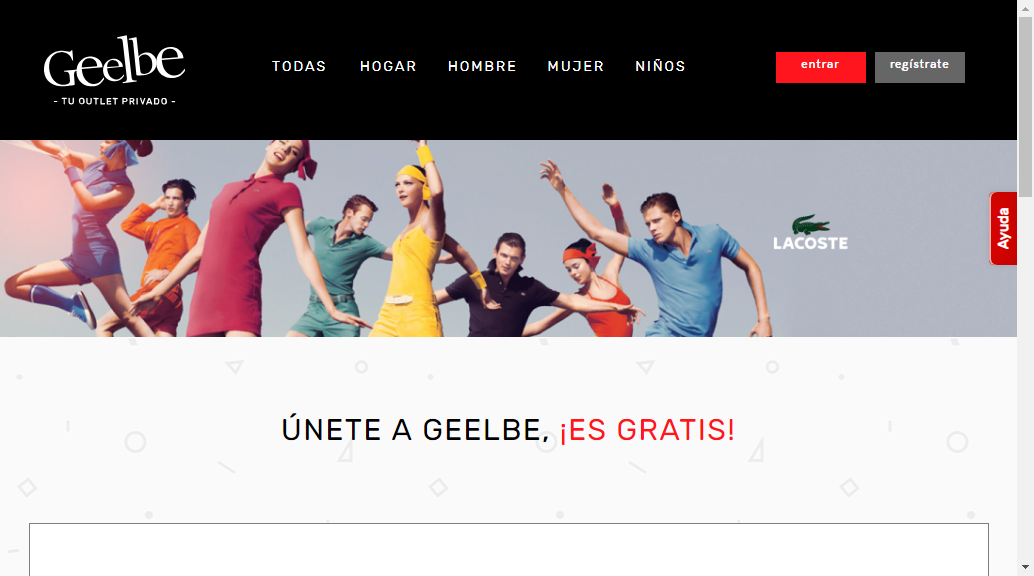 Geelbe
- TU OUTLET PRIVADO -
TODAS HOGAR HOMBRE MUJER NIÑOS
entrar regístrate
LACOSTE
Ayuda
ÚNETE A GEELBE, ¡ES GRATIS!